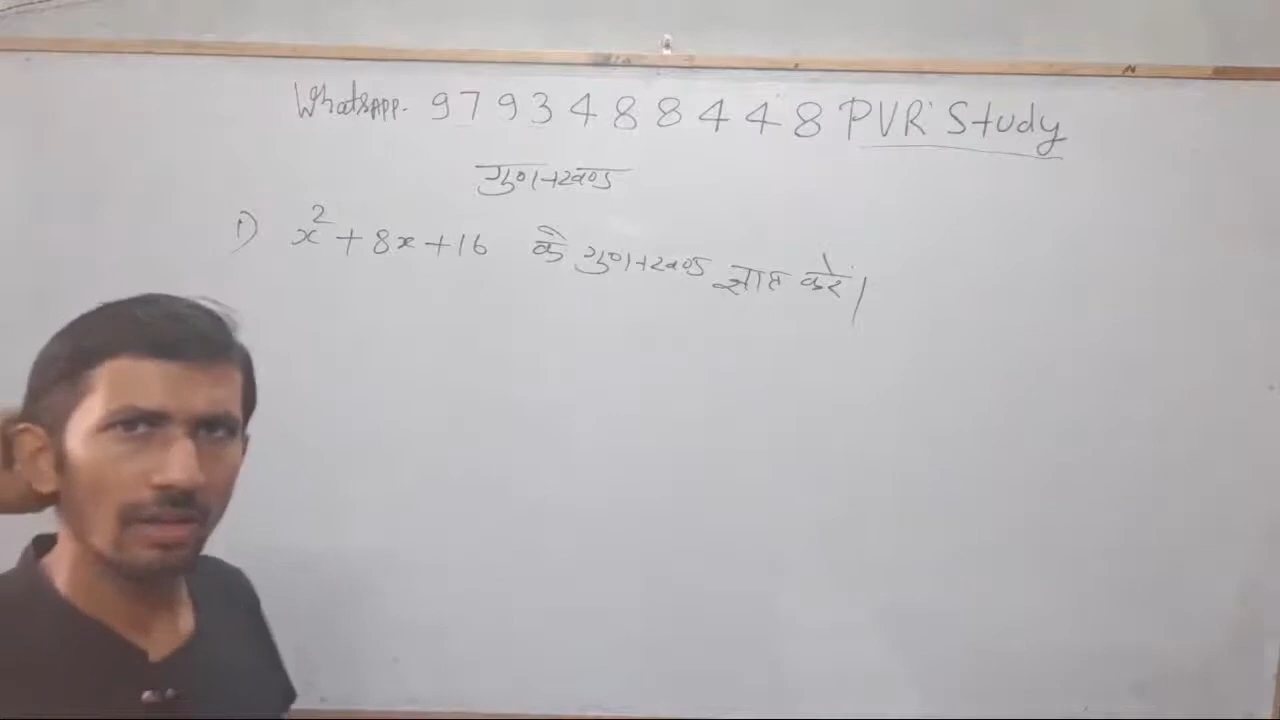 WhatsAPP. 9793488448 PVR Study
गुणनखण्ड
1) x² + 8x + 16 के गुणनखण्ड ज्ञात करें।